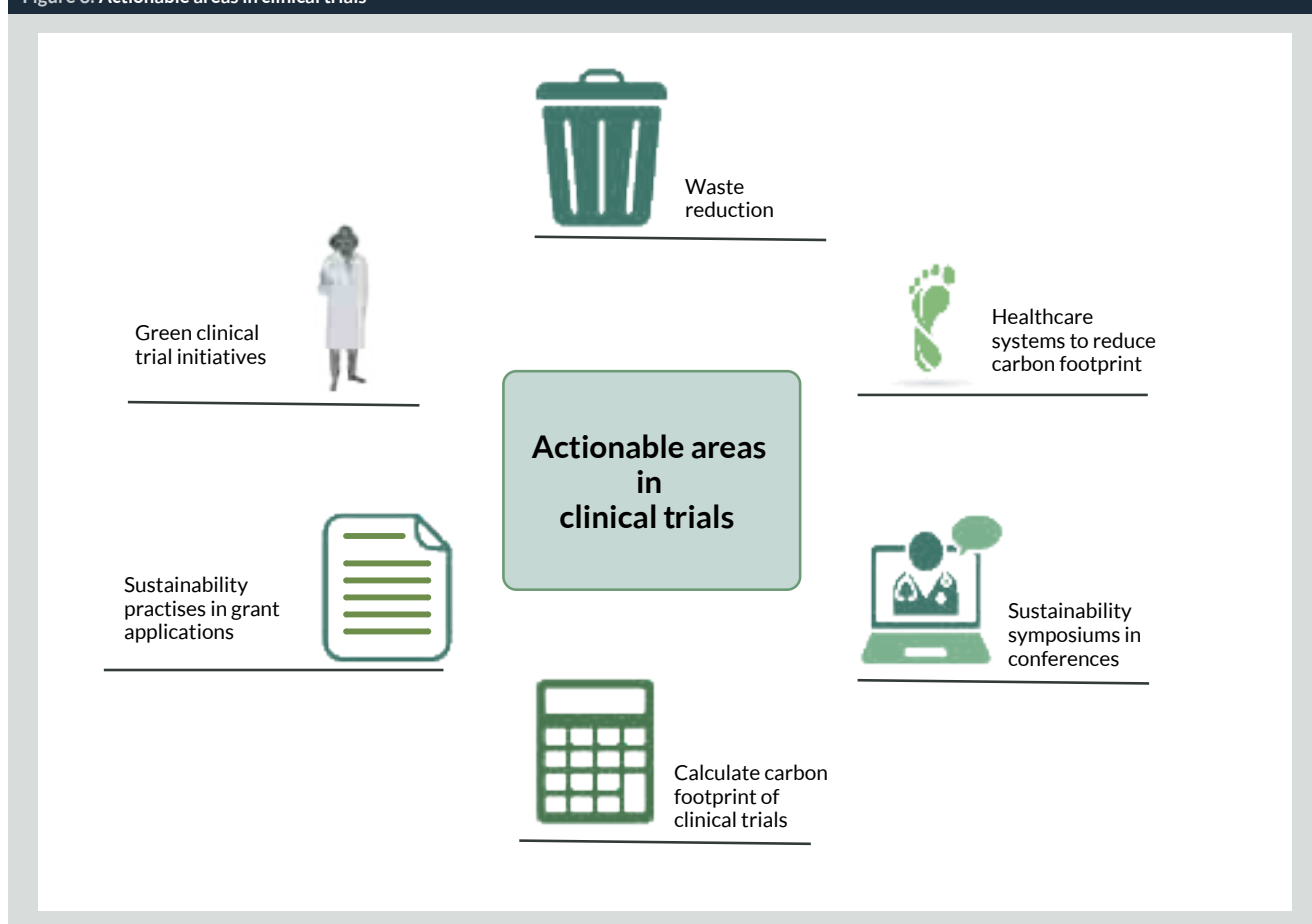 Actionable areas in clinical trials
Waste
reduction
Green clinical
trial initiatives
Healthcare
systems to reduce
carbon footprint
Actionable areas
in
clinical trials
Sustainability
practises in grant
applications
Sustainability
symposiums in
conferences
Calculate carbon
footprint of
clinical trials